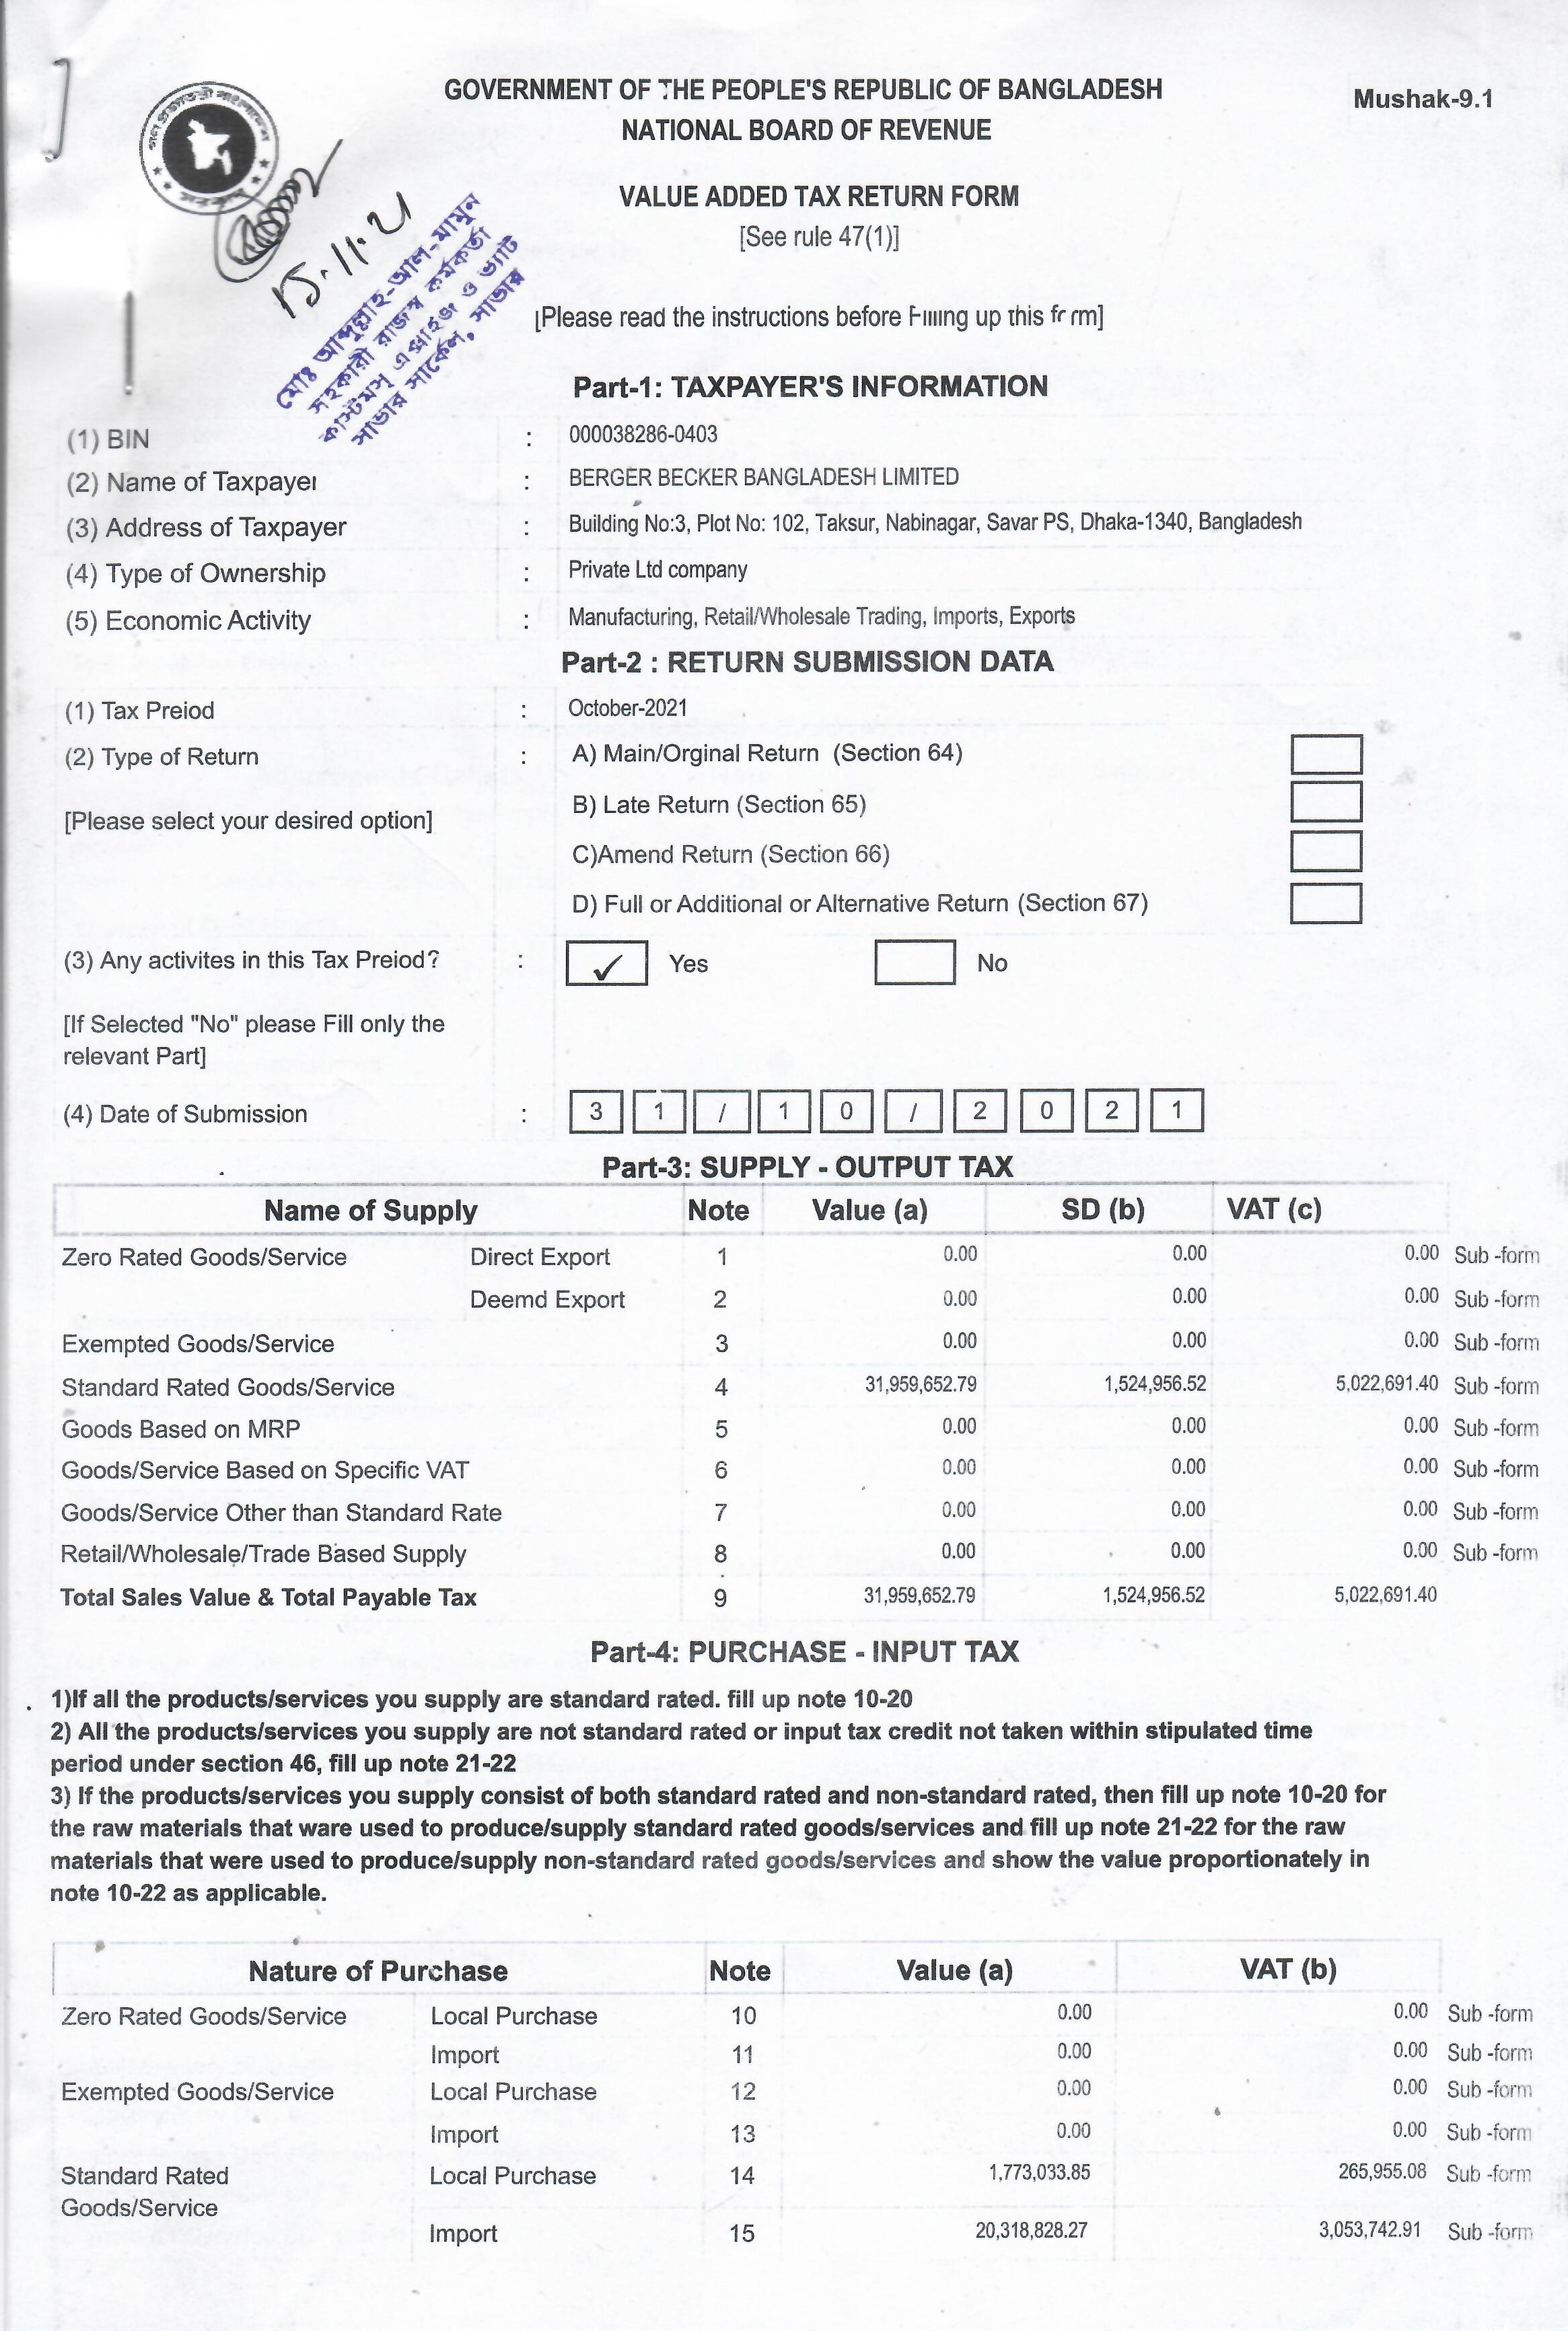 GOVERNMENT OF THE PEOPLE'S REPUBLIC OF BANGLADESH
Mushak-9.1
NATIONAL BOARD OF REVENUE
VALUE ADDED TAX RETURN FORM
[See rule 47(1)]
15.11.21
মোঃ আব্দুল্লাহ-আল-মামুন
সহকারী রাজস্ব কর্মকর্তা
কাস্টমস এক্সাইজ ও ভ্যাট
সাভার সার্কেল, সাভার
[Please read the instructions before Filling up this form]
Part-1: TAXPAYER'S INFORMATION
(1) BIN : 000038286-0403
(2) Name of Taxpayer : BERGER BECKER BANGLADESH LIMITED
(3) Address of Taxpayer : Building No:3, Plot No: 102, Taksur, Nabinagar, Savar PS, Dhaka-1340, Bangladesh
(4) Type of Ownership : Private Ltd company
(5) Economic Activity : Manufacturing, Retail/Wholesale Trading, Imports, Exports
Part-2 : RETURN SUBMISSION DATA
(1) Tax Preiod : October-2021
(2) Type of Return : A) Main/Orginal Return (Section 64)
B) Late Return (Section 65)
[Please select your desired option]
C)Amend Return (Section 66)
D) Full or Additional or Alternative Return (Section 67)
(3) Any activites in this Tax Preiod? : ✓ Yes No
[If Selected "No" please Fill only the
relevant Part]
(4) Date of Submission : 3 1 / 1 0 / 2 0 2 1
Part-3: SUPPLY - OUTPUT TAX
Name of Supply Note Value (a) SD (b) VAT (c)
Zero Rated Goods/Service Direct Export 1 0.00 0.00 0.00 Sub -form
Deemd Export 2 0.00 0.00 0.00 Sub -form
Exempted Goods/Service 3 0.00 0.00 0.00 Sub -form
Standard Rated Goods/Service 4 31,959,652.79 1,524,956.52 5,022,691.40 Sub -form
Goods Based on MRP 5 0.00 0.00 0.00 Sub -form
Goods/Service Based on Specific VAT 6 0.00 0.00 0.00 Sub -form
Goods/Service Other than Standard Rate 7 0.00 0.00 0.00 Sub -form
Retail/Wholesale/Trade Based Supply 8 0.00 0.00 0.00 Sub -form
Total Sales Value & Total Payable Tax 9 31,959,652.79 1,524,956.52 5,022,691.40
Part-4: PURCHASE - INPUT TAX
1)If all the products/services you supply are standard rated. fill up note 10-20
2) All the products/services you supply are not standard rated or input tax credit not taken within stipulated time
period under section 46, fill up note 21-22
3) If the products/services you supply consist of both standard rated and non-standard rated, then fill up note 10-20 for
the raw materials that ware used to produce/supply standard rated goods/services and fill up note 21-22 for the raw
materials that were used to produce/supply non-standard rated goods/services and show the value proportionately in
note 10-22 as applicable.
Nature of Purchase Note Value (a) VAT (b)
Zero Rated Goods/Service Local Purchase 10 0.00 0.00 Sub -form
Import 11 0.00 0.00 Sub -form
Exempted Goods/Service Local Purchase 12 0.00 0.00 Sub -form
Import 13 0.00 0.00 Sub -form
Standard Rated Local Purchase 14 1,773,033.85 265,955.08 Sub -form
Goods/Service
Import 15 20,318,828.27 3,053,742.91 Sub -form